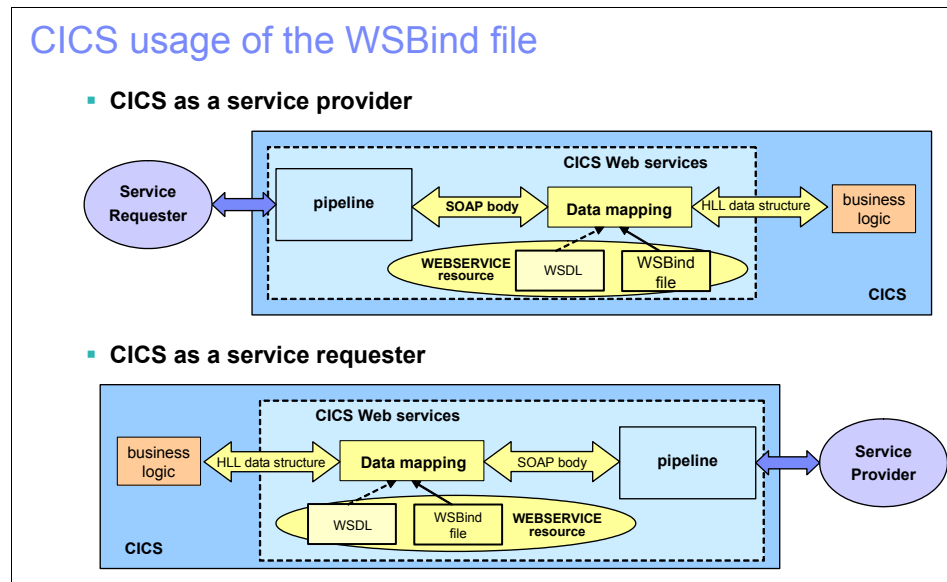 CICS usage of the WSBind file
▪ CICS as a service provider
CICS Web services
Service
Requester
pipeline
SOAP body
Data mapping
HLL data structure
business
logic
WEBSERVICE
resource
WSDL
WSBind
file
CICS
▪ CICS as a service requester
CICS Web services
business
logic
HLL data structure
Data mapping
SOAP body
pipeline
Service
Provider
WSDL
WSBind
file
WEBSERVICE
resource
CICS